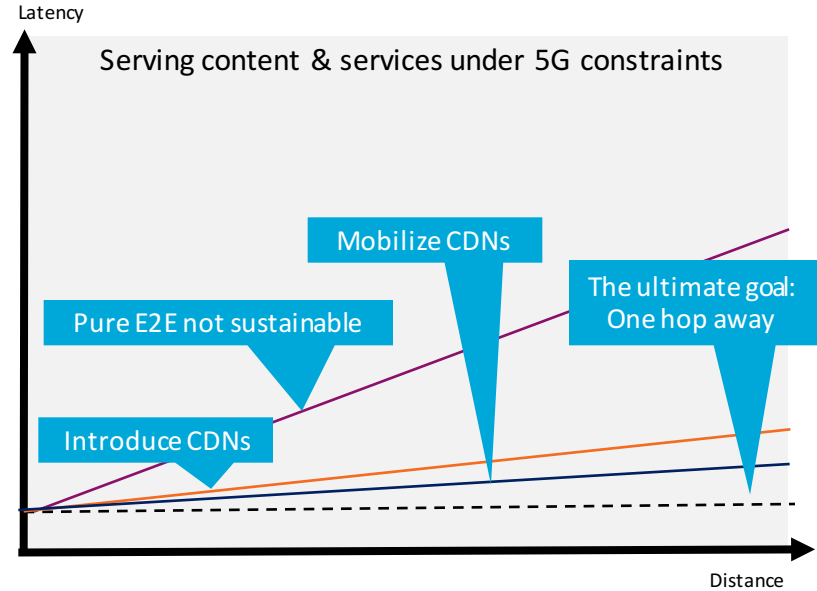 Latency
Serving content & services under 5G constraints
Mobilize CDNs
The ultimate goal:
One hop away
Pure E2E not sustainable
Introduce CDNs
Distance